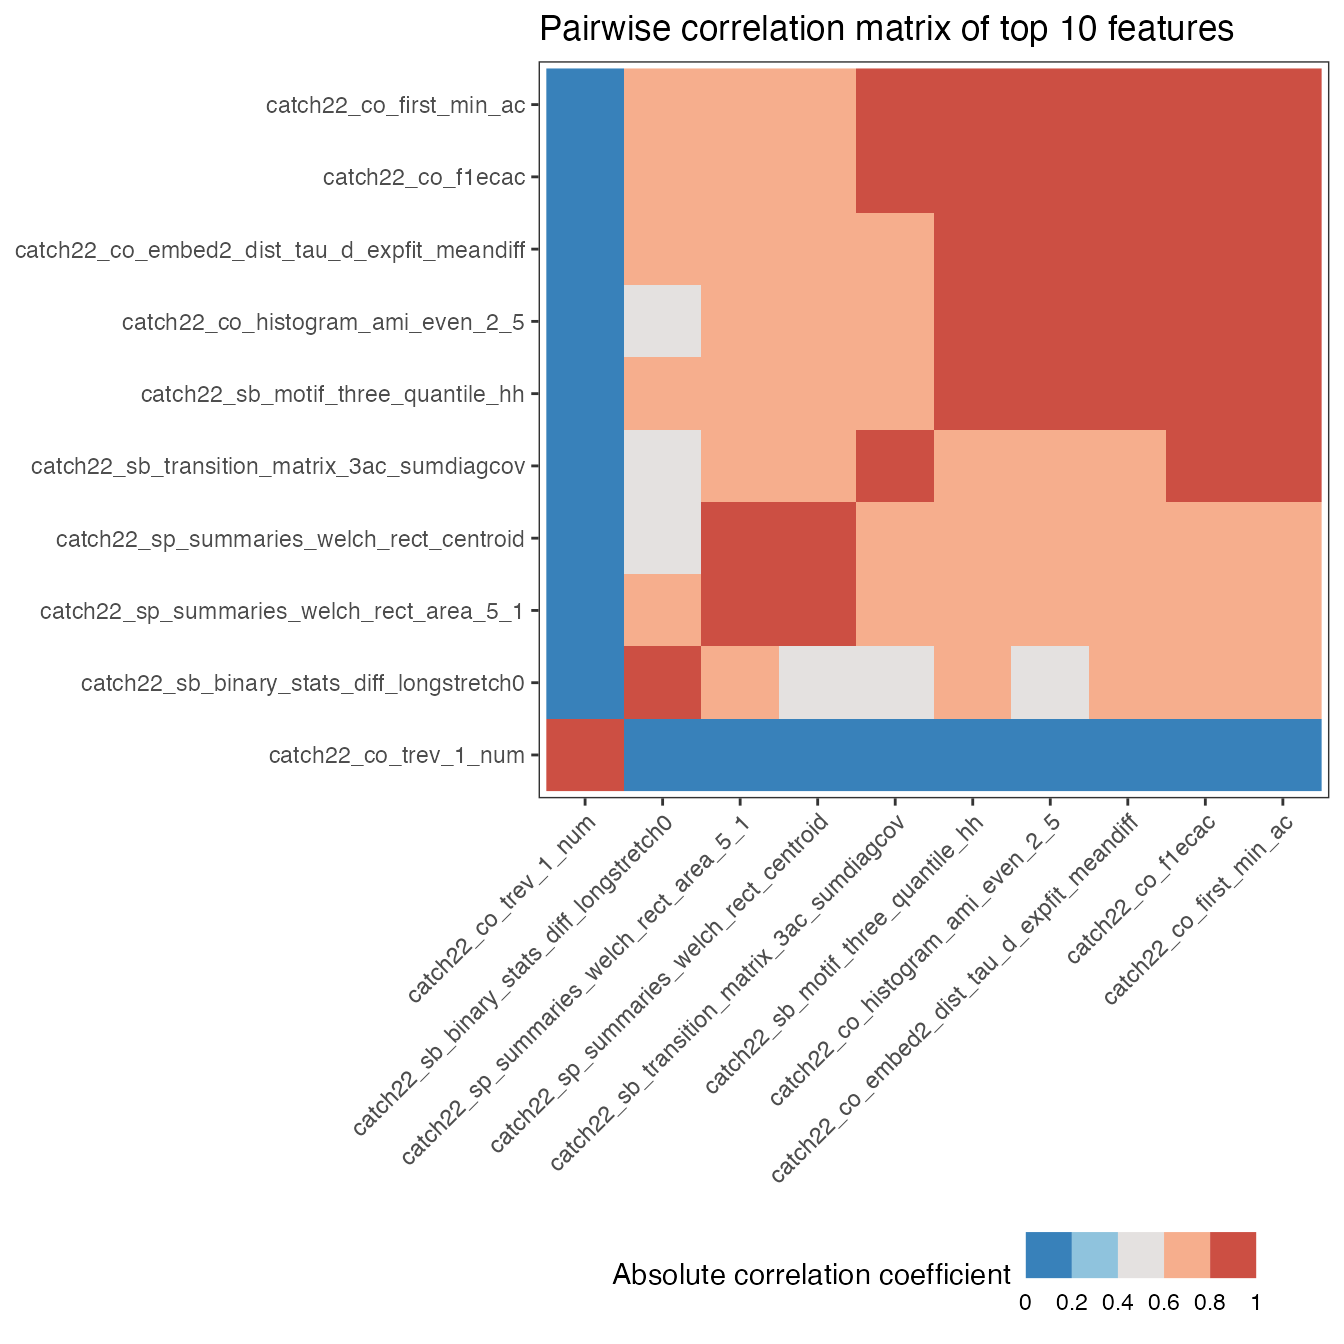 Pairwise correlation matrix of top 10 features
catch22_co_first_min_ac
catch22_co_f1ecac
catch22_co_embed2_dist_tau_d_expfit_meandiff
catch22_co_histogram_ami_even_2_5
catch22_sb_motif_three_quantile_hh
catch22_sb_transition_matrix_3ac_sumdiagcov
catch22_sp_summaries_welch_rect_centroid
catch22_sp_summaries_welch_rect_area_5_1
catch22_sb_binary_stats_diff_longstretch0
catch22_co_trev_1_num
catch22_co_trev_1_num
catch22_sb_binary_stats_diff_longstretch0
catch22_sp_summaries_welch_rect_area_5_1
catch22_sp_summaries_welch_rect_centroid
catch22_sb_transition_matrix_3ac_sumdiagcov
catch22_sb_motif_three_quantile_hh
catch22_co_histogram_ami_even_2_5
catch22_co_embed2_dist_tau_d_expfit_meandiff
catch22_co_f1ecac
catch22_co_first_min_ac
Absolute correlation coefficient
0 0.2 0.4 0.6 0.8 1